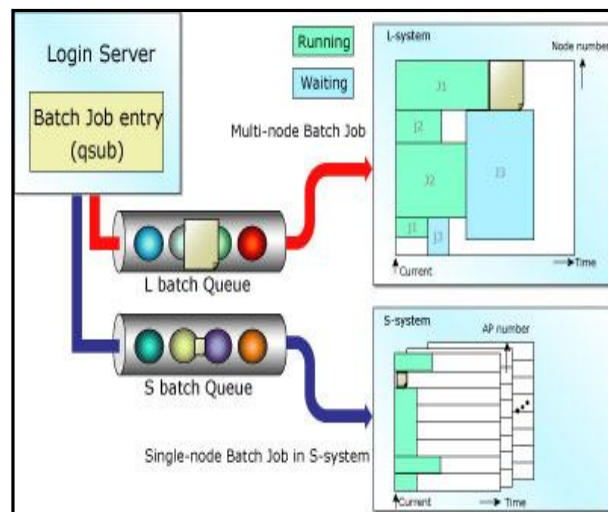 Login Server
Batch Job entry
(qsub)
Running
Waiting
Multi-node Batch Job
L-system
Node number
J1
j2
J2
J3
J1
J3
Current
Time
L batch Queue
S batch Queue
Single-node Batch Job in S-system
S-system
AP number
Current
Time